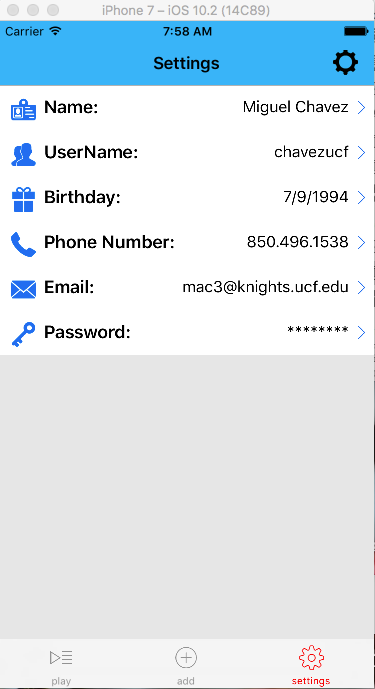 iPhone 7 – iOS 10.2 (14C89)
Carrier 7:58 AM
Settings
Name: Miguel Chavez
UserName: chavezucf
Birthday: 7/9/1994
Phone Number: 850.496.1538
Email: mac3@knights.ucf.edu
Password: ********
play add settings